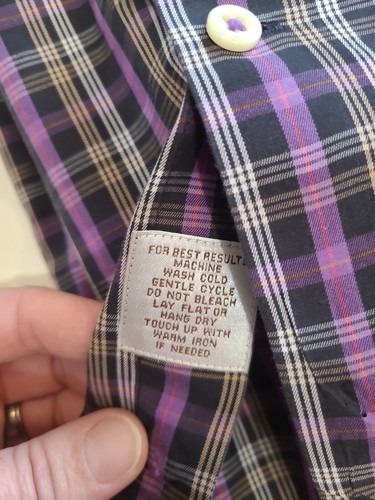 FOR BEST RESULT
MACHINE
WASH COLD
GENTLE CYCLE
DO NOT BLEACH
LAY FLAT OR
HANG DRY
TOUCH UP WITH
WARM IRON
IF NEEDED